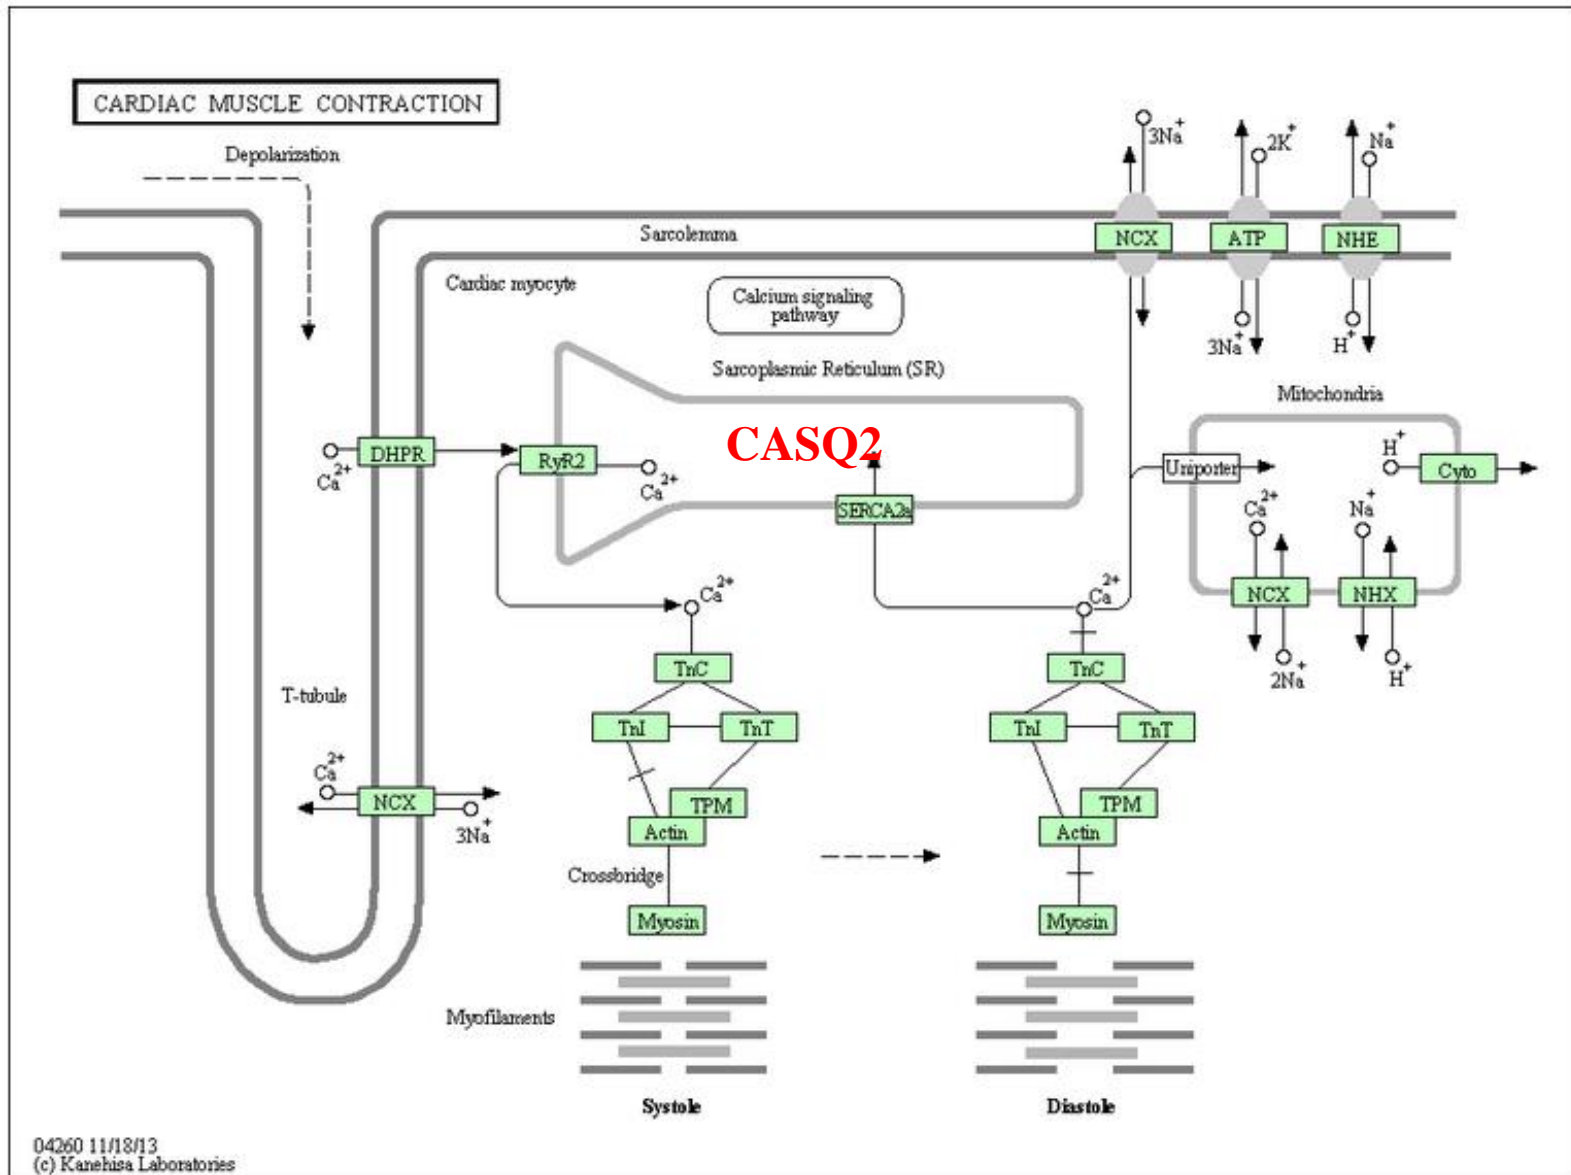 CARDIAC MUSCLE CONTRACTION
Depolarization
3Na+
2K+
Na+
Sarcolemma
NCX
ATP
NHE
Cardiac myocyte
Calcium signaling
pathway
3Na+
H+
Sarcoplasmic Reticulum (SR)
Mitochondria
CASQ2
DHPR
Ca2+
RyR2
Ca2+
Uniporter
H+
Cyto
SERCA2a
Ca2+
Na+
NCX
NHX
2Na+
H+
Ca2+
Ca2+
TnC
TnC
T-tubule
TnI
TnT
TnI
TnT
Ca2+
NCX
3Na+
TPM
Actin
TPM
Actin
Crossbridge
Myosin
Myosin
Myofilaments
Systole
Diastole
04260 11/18/13
(c) Kanehisa Laboratories